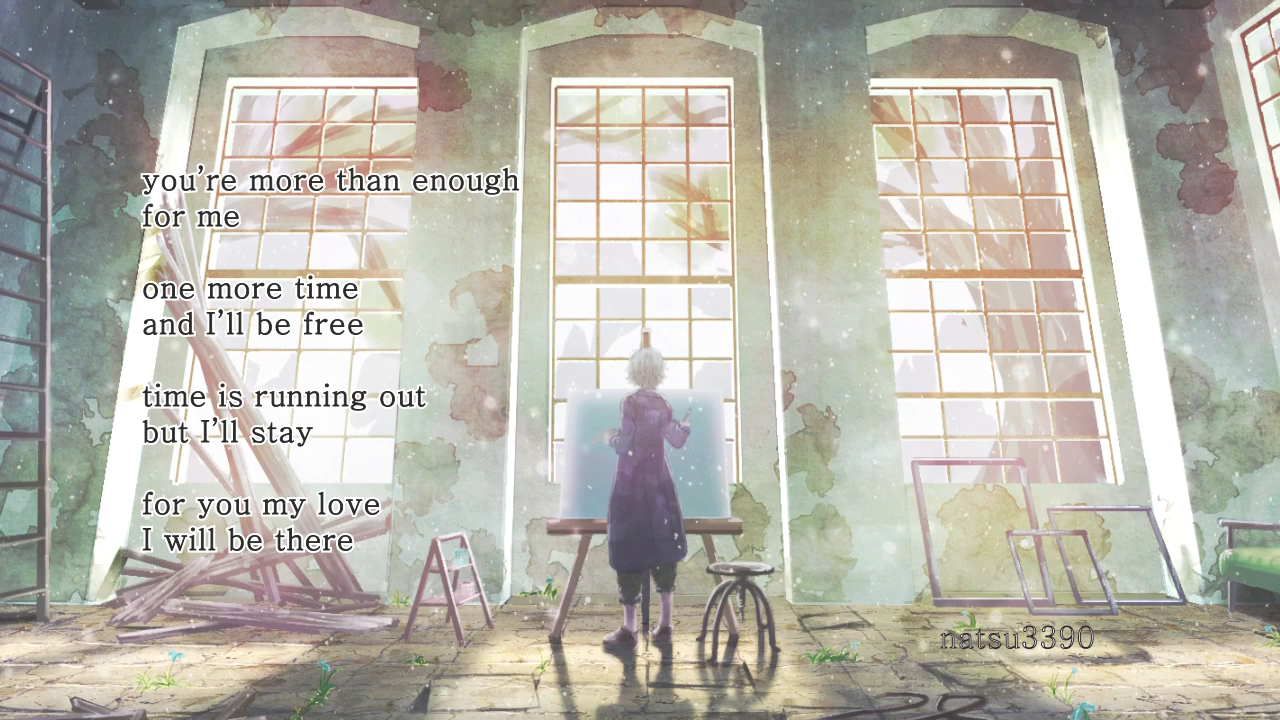 you're more than enough
for me
one more time
and I'll be free
time is running out
but I'll stay
for you my love
I will be there
natsu3390